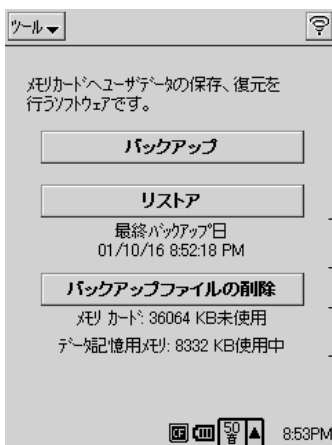 ツール
?
メモリカードへユーザデータの保存、復元を
行うソフトウェアです。
バックアップ
リストア
最終バックアップ日
01/10/16 8:52:18 PM
バックアップファイルの削除
メモリ カード: 36064 KB未使用
データ記憶用メモリ: 8332 KB使用中
CF 50音 8:53PM